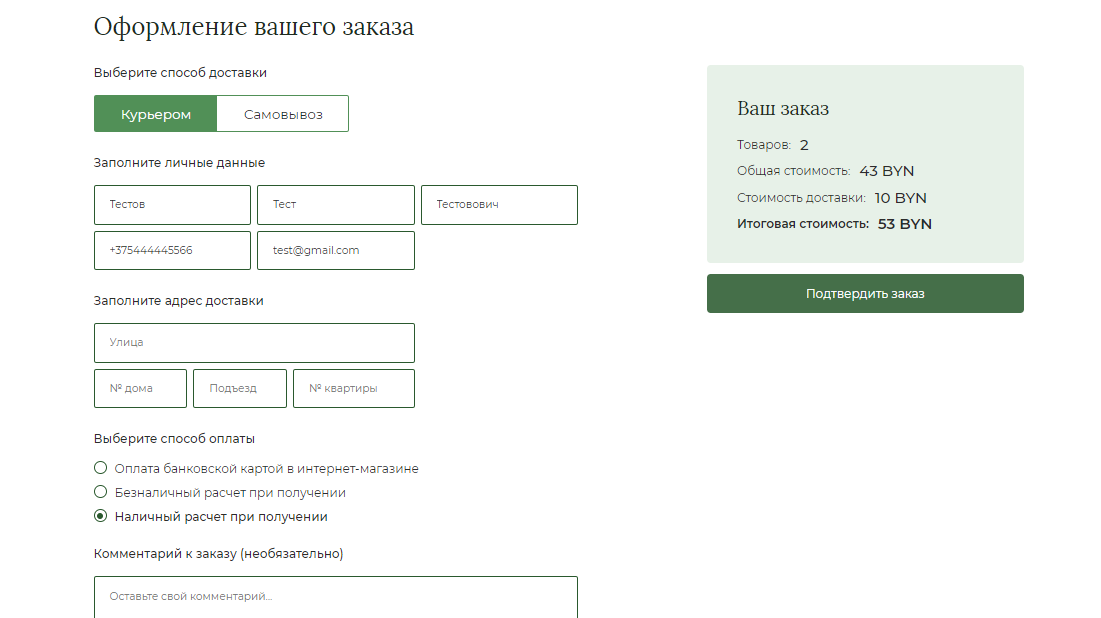 Оформление вашего заказа
Выберите способ доставки
Курьером Самовывоз
Заполните личные данные
Тестов Тест Тестовович
+375444445566 test@gmail.com
Заполните адрес доставки
Улица
№ дома Подъезд № квартиры
Выберите способ оплаты
Оплата банковской картой в интернет-магазине
Безналичный расчет при получении
Наличный расчет при получении
Комментарий к заказу (необязательно)
Оставьте свой комментарий...
Ваш заказ
Товаров: 2
Общая стоимость: 43 BYN
Стоимость доставки: 10 BYN
Итоговая стоимость: 53 BYN
Подтвердить заказ